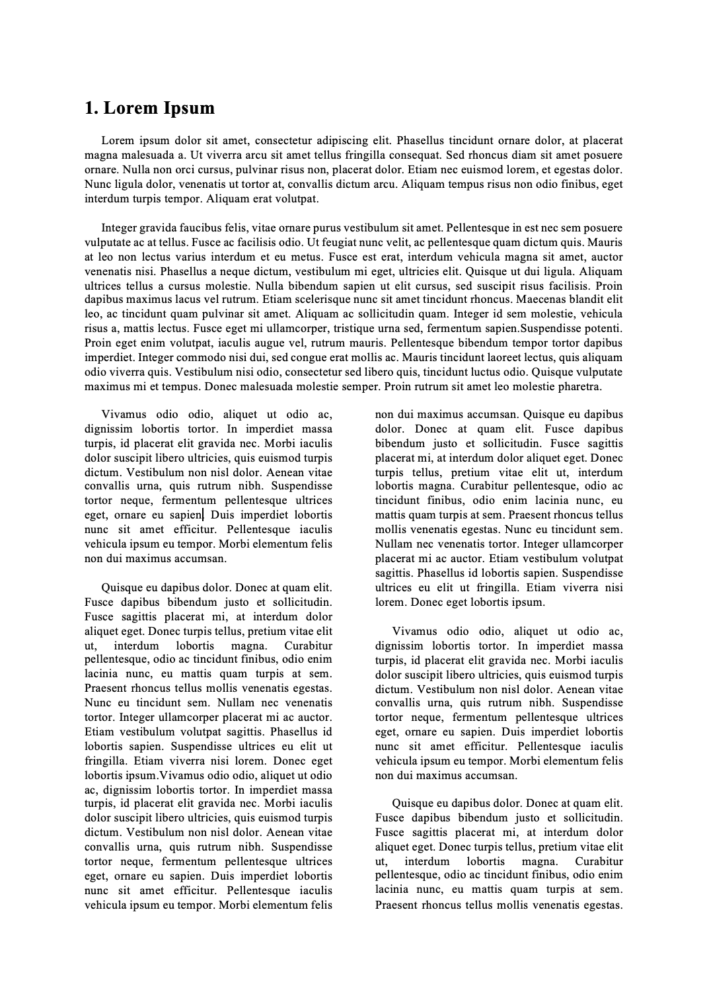 1. Lorem Ipsum
Lorem ipsum dolor sit amet, consectetur adipiscing elit. Phasellus tincidunt ornare dolor, at placerat
magna malesuada a. Ut viverra arcu sit amet tellus fringilla consequat. Sed rhoncus diam sit amet posuere
ornare. Nulla non orci cursus, pulvinar risus non, placerat dolor. Etiam nec euismod lorem, et egestas dolor.
Nunc ligula dolor, venenatis ut tortor at, convallis dictum arcu. Aliquam tempus risus non odio finibus, eget
interdum turpis tempor. Aliquam erat volutpat.
Integer gravida faucibus felis, vitae ornare purus vestibulum sit amet. Pellentesque in est nec sem posuere
vulputate ac at tellus. Fusce ac facilisis odio. Ut feugiat nunc velit, ac pellentesque quam dictum quis. Mauris
at leo non lectus varius interdum et eu metus. Fusce est erat, interdum vehicula magna sit amet, auctor
venenatis nisi. Phasellus a neque dictum, vestibulum mi eget, ultricies elit. Quisque ut dui ligula. Aliquam
ultrices tellus a cursus molestie. Nulla bibendum sapien ut elit cursus, sed suscipit risus facilisis. Proin
dapibus maximus lacus vel rutrum. Etiam scelerisque nunc sit amet tincidunt rhoncus. Maecenas blandit elit
leo, ac tincidunt quam pulvinar sit amet. Aliquam ac sollicitudin quam. Integer id sem molestie, vehicula
risus a, mattis lectus. Fusce eget mi ullamcorper, tristique urna sed, fermentum sapien.Suspendisse potenti.
Proin eget enim volutpat, iaculis augue vel, rutrum mauris. Pellentesque bibendum tempor tortor dapibus
imperdiet. Integer commodo nisi dui, sed congue erat mollis ac. Mauris tincidunt laoreet lectus, quis aliquam
odio viverra quis. Vestibulum nisi odio, consectetur sed libero quis, tincidunt luctus odio. Quisque vulputate
maximus mi et tempus. Donec malesuada molestie semper. Proin rutrum sit amet leo molestie pharetra.
Vivamus odio odio, aliquet ut odio ac,
dignissim lobortis tortor. In imperdiet massa
turpis, id placerat elit gravida nec. Morbi iaculis
dolor suscipit libero ultricies, quis euismod turpis
dictum. Vestibulum non nisl dolor. Aenean vitae
convallis urna, quis rutrum nibh. Suspendisse
tortor neque, fermentum pellentesque ultrices
eget, ornare eu sapien. Duis imperdiet lobortis
nunc sit amet efficitur. Pellentesque iaculis
vehicula ipsum eu tempor. Morbi elementum felis
non dui maximus accumsan.
Quisque eu dapibus dolor. Donec at quam elit.
Fusce dapibus bibendum justo et sollicitudin.
Fusce sagittis placerat mi, at interdum dolor
aliquet eget. Donec turpis tellus, pretium vitae elit
ut, interdum lobortis magna. Curabitur
pellentesque, odio ac tincidunt finibus, odio enim
lacinia nunc, eu mattis quam turpis at sem.
Praesent rhoncus tellus mollis venenatis egestas.
Nunc eu tincidunt sem. Nullam nec venenatis
tortor. Integer ullamcorper placerat mi ac auctor.
Etiam vestibulum volutpat sagittis. Phasellus id
lobortis sapien. Suspendisse ultrices eu elit ut
fringilla. Etiam viverra nisi lorem. Donec eget
lobortis ipsum.Vivamus odio odio, aliquet ut odio
ac, dignissim lobortis tortor. In imperdiet massa
turpis, id placerat elit gravida nec. Morbi iaculis
dolor suscipit libero ultricies, quis euismod turpis
dictum. Vestibulum non nisl dolor. Aenean vitae
convallis urna, quis rutrum nibh. Suspendisse
tortor neque, fermentum pellentesque ultrices
eget, ornare eu sapien. Duis imperdiet lobortis
nunc sit amet efficitur. Pellentesque iaculis
vehicula ipsum eu tempor. Morbi elementum felis
non dui maximus accumsan. Quisque eu dapibus
dolor. Donec at quam elit. Fusce dapibus
bibendum justo et sollicitudin. Fusce sagittis
placerat mi, at interdum dolor aliquet eget. Donec
turpis tellus, pretium vitae elit ut, interdum
lobortis magna. Curabitur pellentesque, odio ac
tincidunt finibus, odio enim lacinia nunc, eu
mattis quam turpis at sem. Praesent rhoncus tellus
mollis venenatis egestas. Nunc eu tincidunt sem.
Nullam nec venenatis tortor. Integer ullamcorper
placerat mi ac auctor. Etiam vestibulum volutpat
sagittis. Phasellus id lobortis sapien. Suspendisse
ultrices eu elit ut fringilla. Etiam viverra nisi
lorem. Donec eget lobortis ipsum.
Vivamus odio odio, aliquet ut odio ac,
dignissim lobortis tortor. In imperdiet massa
turpis, id placerat elit gravida nec. Morbi iaculis
dolor suscipit libero ultricies, quis euismod turpis
dictum. Vestibulum non nisl dolor. Aenean vitae
convallis urna, quis rutrum nibh. Suspendisse
tortor neque, fermentum pellentesque ultrices
eget, ornare eu sapien. Duis imperdiet lobortis
nunc sit amet efficitur. Pellentesque iaculis
vehicula ipsum eu tempor. Morbi elementum felis
non dui maximus accumsan.
Quisque eu dapibus dolor. Donec at quam elit.
Fusce dapibus bibendum justo et sollicitudin.
Fusce sagittis placerat mi, at interdum dolor
aliquet eget. Donec turpis tellus, pretium vitae elit
ut, interdum lobortis magna. Curabitur
pellentesque, odio ac tincidunt finibus, odio enim
lacinia nunc, eu mattis quam turpis at sem.
Praesent rhoncus tellus mollis venenatis egestas.